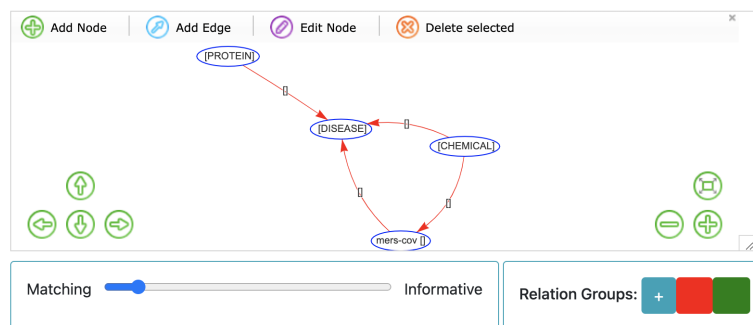 Add Node Add Edge Edit Node Delete selected
[PROTEIN]
[]
[DISEASE]
[]
[CHEMICAL]
[]
[]
mers-cov []
Matching Informative
Relation Groups: +